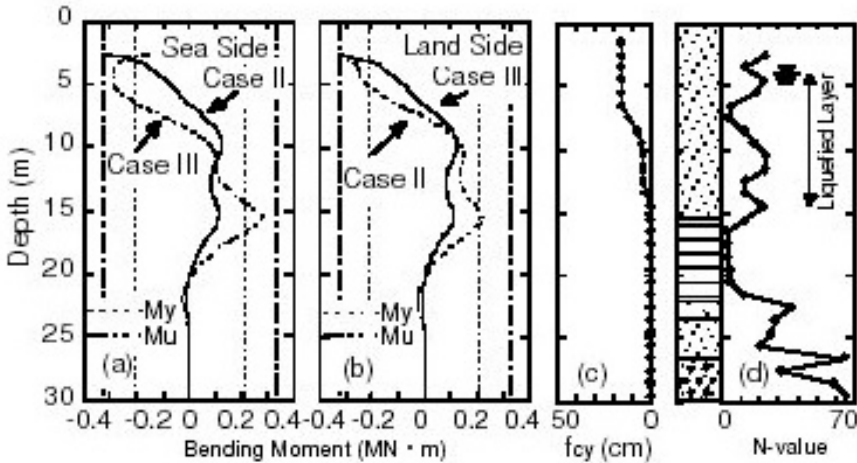 0
5
10
15
20
25
30
Depth (m)
Sea Side
Case II
Case III
My
Mu
(a)
-0.4 -0.2 0 0.2 0.4
Land Side
Case III
Case II
My
Mu
(b)
-0.4 -0.2 0 0.2 0.4
Bending Moment (MN・m)
(c)
50 0
fcy (cm)
Liquefied Layer
(d)
0 70
N-value